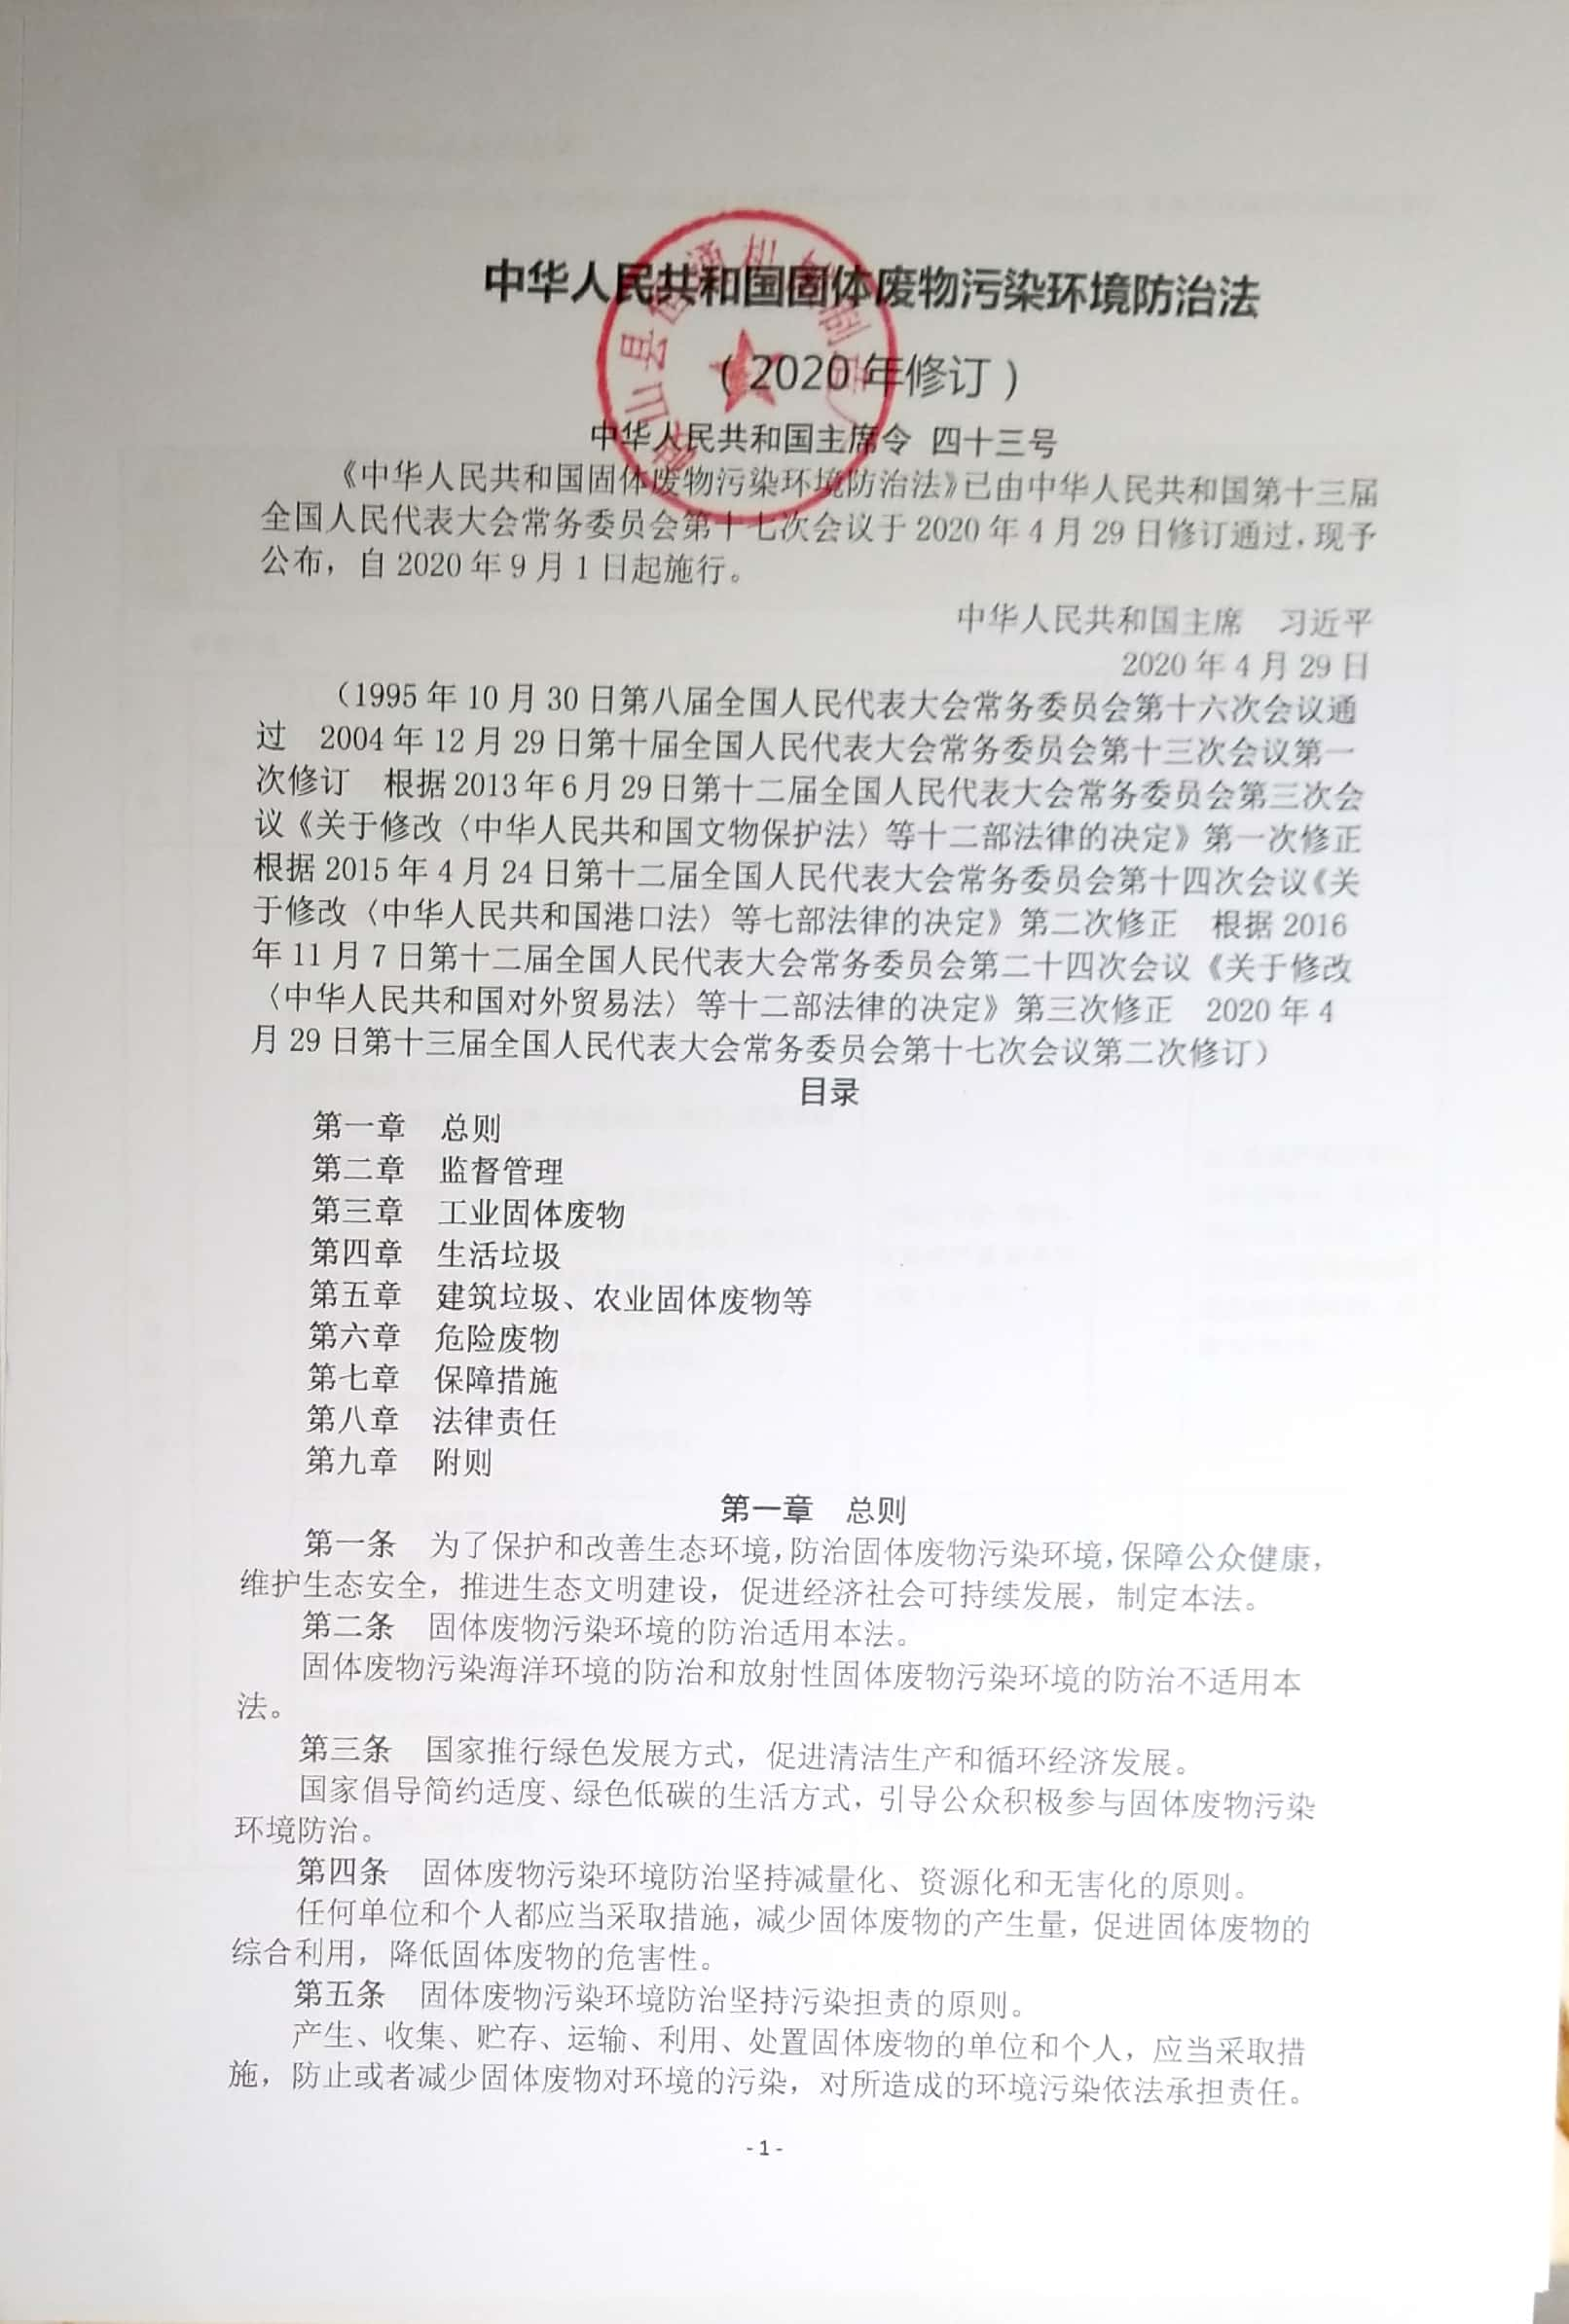 中华人民共和国固体废物污染环境防治法
（2020年修订）
中华人民共和国主席令 四十三号
《中华人民共和国固体废物污染环境防治法》已由中华人民共和国第十三届
全国人民代表大会常务委员会第十七次会议于2020年4月29日修订通过，现予
公布，自2020年9月1日起施行。
中华人民共和国主席 习近平
2020年4月29日
（1995年10月30日第八届全国人民代表大会常务委员会第十六次会议通
过 2004年12月29日第十届全国人民代表大会常务委员会第十三次会议第一
次修订 根据2013年6月29日第十二届全国人民代表大会常务委员会第三次会
议《关于修改〈中华人民共和国文物保护法〉等十二部法律的决定》第一次修正
根据2015年4月24日第十二届全国人民代表大会常务委员会第十四次会议《关
于修改〈中华人民共和国港口法〉等七部法律的决定》第二次修正 根据2016
年11月7日第十二届全国人民代表大会常务委员会第二十四次会议《关于修改
〈中华人民共和国对外贸易法〉等十二部法律的决定》第三次修正 2020年4
月29日第十三届全国人民代表大会常务委员会第十七次会议第二次修订）
目录
第一章 总则
第二章 监督管理
第三章 工业固体废物
第四章 生活垃圾
第五章 建筑垃圾、农业固体废物等
第六章 危险废物
第七章 保障措施
第八章 法律责任
第九章 附则
第一章 总则
第一条 为了保护和改善生态环境，防治固体废物污染环境，保障公众健康，
维护生态安全，推进生态文明建设，促进经济社会可持续发展，制定本法。
第二条 固体废物污染环境的防治适用本法。
固体废物污染海洋环境的防治和放射性固体废物污染环境的防治不适用本
法。
第三条 国家推行绿色发展方式，促进清洁生产和循环经济发展。
国家倡导简约适度、绿色低碳的生活方式，引导公众积极参与固体废物污染
环境防治。
第四条 固体废物污染环境防治坚持减量化、资源化和无害化的原则。
任何单位和个人都应当采取措施，减少固体废物的产生量，促进固体废物的
综合利用，降低固体废物的危害性。
第五条 固体废物污染环境防治坚持污染担责的原则。
产生、收集、贮存、运输、利用、处置固体废物的单位和个人，应当采取措
施，防止或者减少固体废物对环境的污染，对所造成的环境污染依法承担责任。
- 1 -